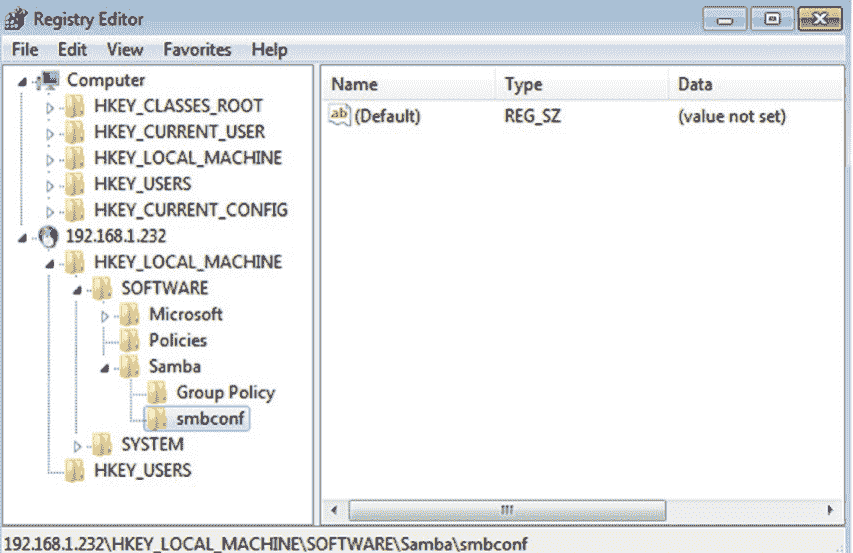 Registry Editor
File Edit View Favorites Help
Computer
HKEY_CLASSES_ROOT
HKEY_CURRENT_USER
HKEY_LOCAL_MACHINE
HKEY_USERS
HKEY_CURRENT_CONFIG
192.168.1.232
HKEY_LOCAL_MACHINE
SOFTWARE
Microsoft
Policies
Samba
Group Policy
smbconf
SYSTEM
HKEY_USERS
Name Type Data
ab (Default) REG_SZ (value not set)
192.168.1.232\HKEY_LOCAL_MACHINE\SOFTWARE\Samba\smbconf